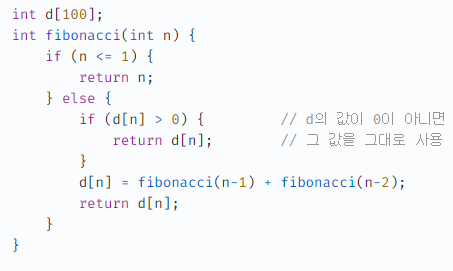 int d[100];
int fibonacci(int n) {
    if (n <= 1) {
        return n;
    } else {
        if (d[n] > 0) {         // d의 값이 0이 아니면
            return d[n];        // 그 값을 그대로 사용
        }
        d[n] = fibonacci(n-1) + fibonacci(n-2);
        return d[n];
    }
}